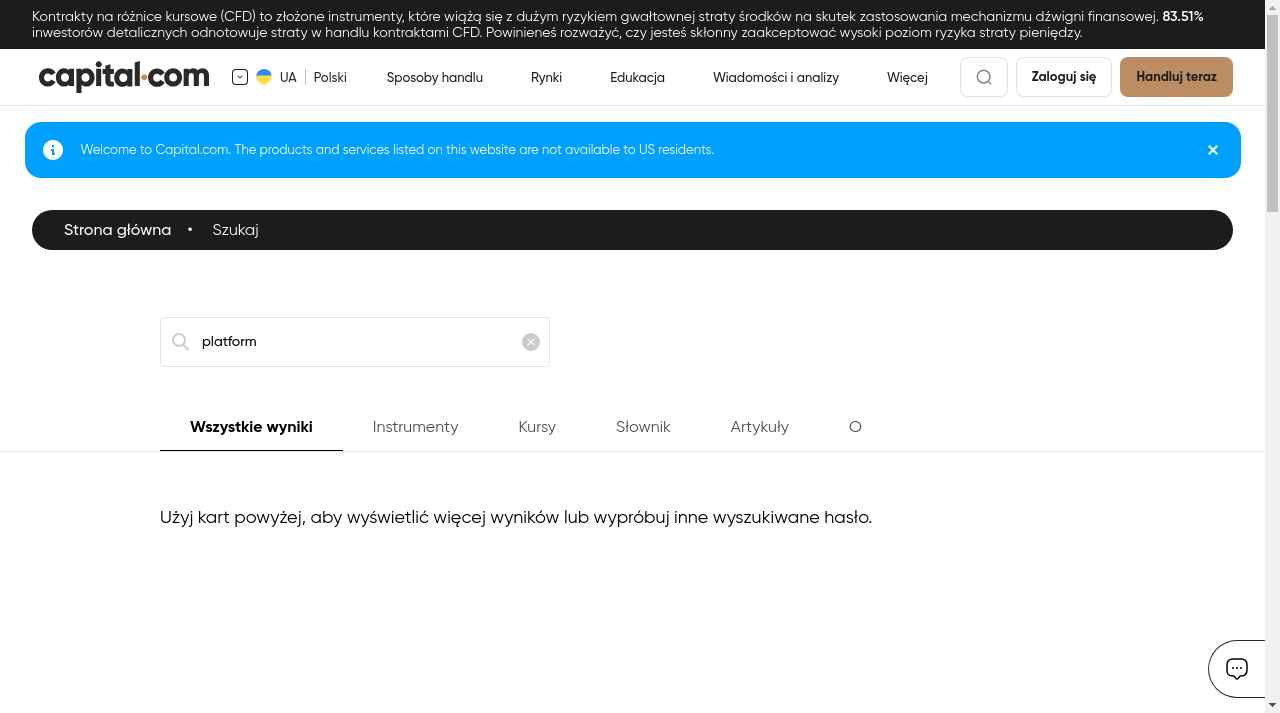 Kontrakty na różnice kursowe (CFD) to złożone instrumenty, które wiążą się z dużym ryzykiem gwałtownej straty środków na skutek zastosowania mechanizmu dźwigni finansowej. 83.51%
inwestorów detalicznych odnotowuje straty w handlu kontraktami CFD. Powinieneś rozważyć, czy jesteś skłonny zaakceptować wysoki poziom ryzyka straty pieniędzy.
capital.com UA Polski Sposoby handlu Rynki Edukacja Wiadomości i analizy Więcej Zaloguj się Handluj teraz
Welcome to Capital.com. The products and services listed on this website are not available to US residents.
Strona główna • Szukaj
platform
Wszystkie wyniki Instrumenty Kursy Słownik Artykuły O
Użyj kart powyżej, aby wyświetlić więcej wyników lub wypróbuj inne wyszukiwane hasło.